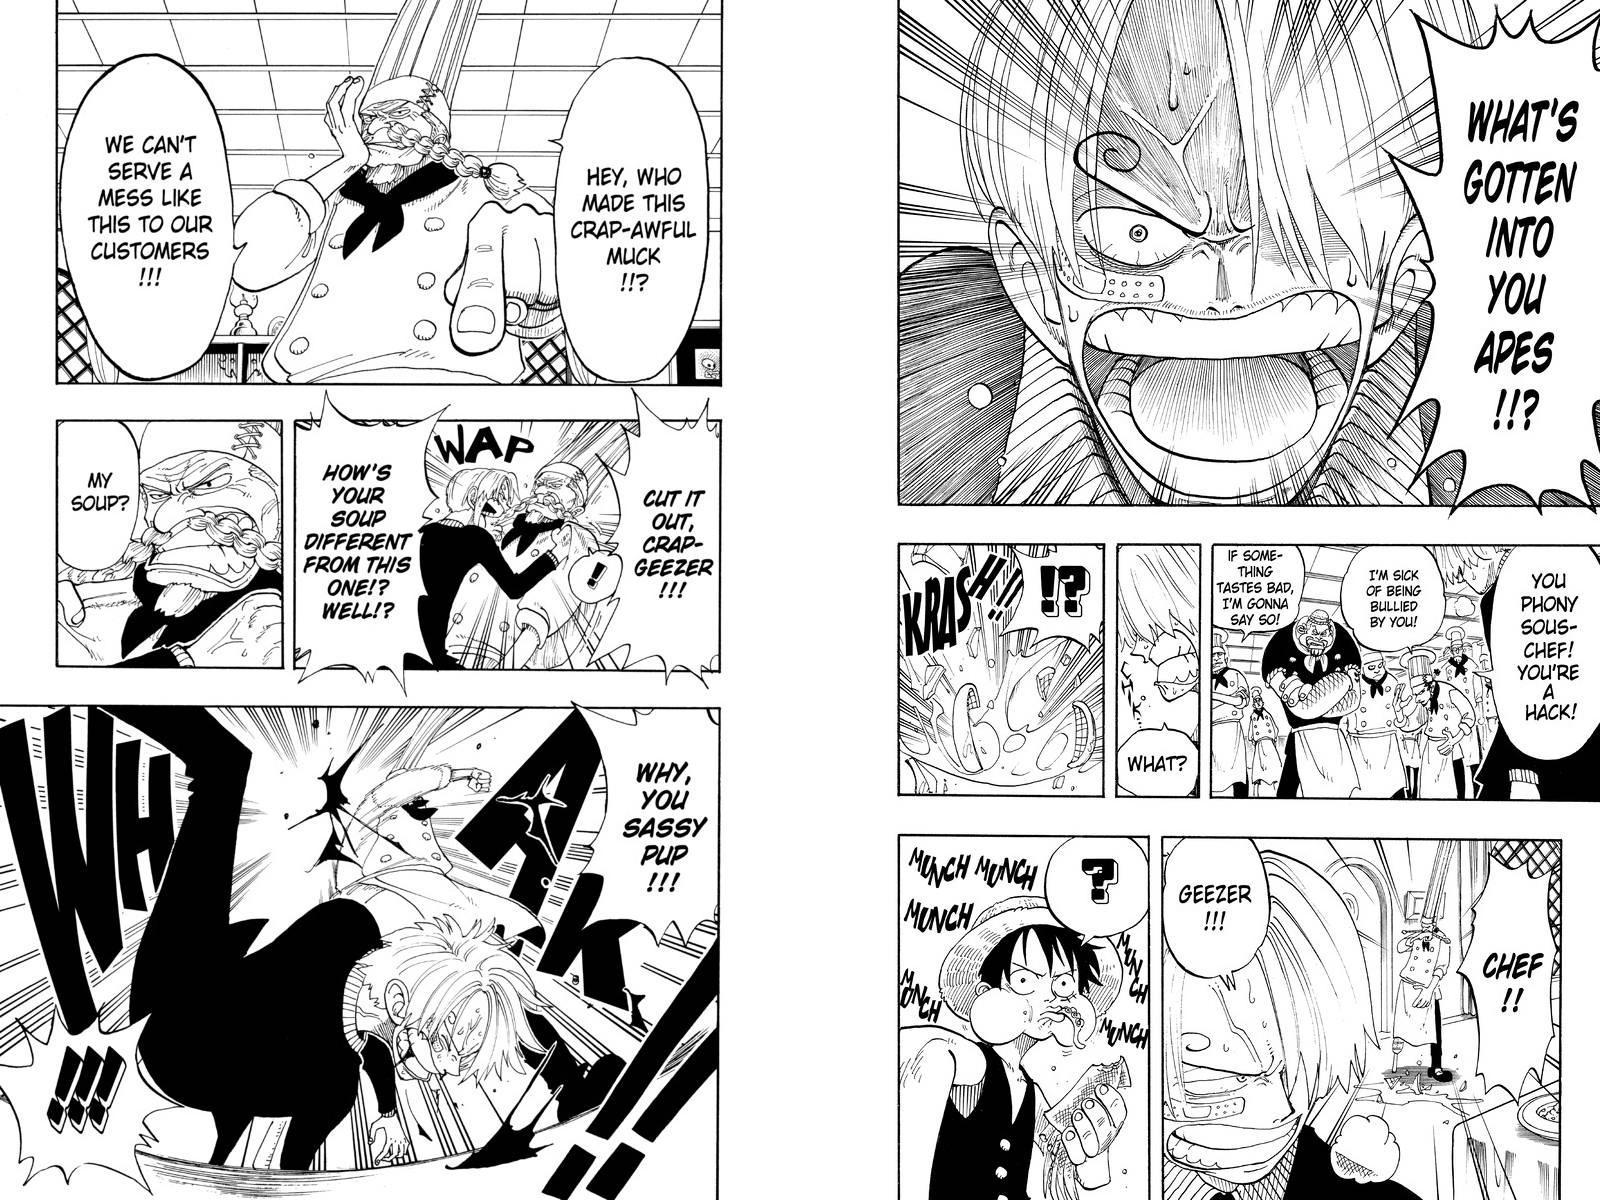 WHAT'S
GOTTEN
INTO
YOU
APES
!!?
YOU
PHONY
SOUS-
CHEF!
YOU'RE
A
HACK!
I'M SICK
OF BEING
BULLIED
BY YOU!
IF SOME-
THING
TASTES BAD,
I'M GONNA
SAY SO!
WHAT?
!?
KRASH!!
CHEF
!!
GEEZER
!!!
?
MUNCH MUNCH
MUNCH
MUNCH
MUNCH
MUNCH
HEY, WHO
MADE THIS
CRAP-AWFUL
MUCK
!!?
WE CAN'T
SERVE A
MESS LIKE
THIS TO OUR
CUSTOMERS
!!!
CUT IT
OUT,
CRAP-
GEEZER
!!!
WAP
!
HOW'S
YOUR
SOUP
DIFFERENT
FROM THIS
ONE!?
WELL!?
MY
SOUP?
WHY,
YOU
SASSY
PUP
!!!
WHAK!!
!!!